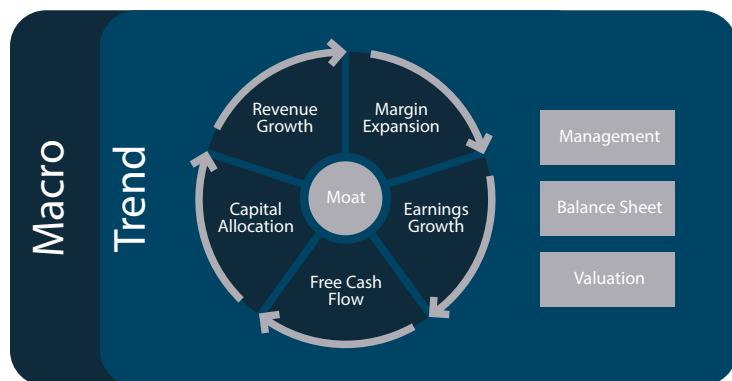 Macro
Trend
Revenue
Growth
Margin
Expansion
Moat
Capital
Allocation
Earnings
Growth
Free Cash
Flow
Management
Balance Sheet
Valuation